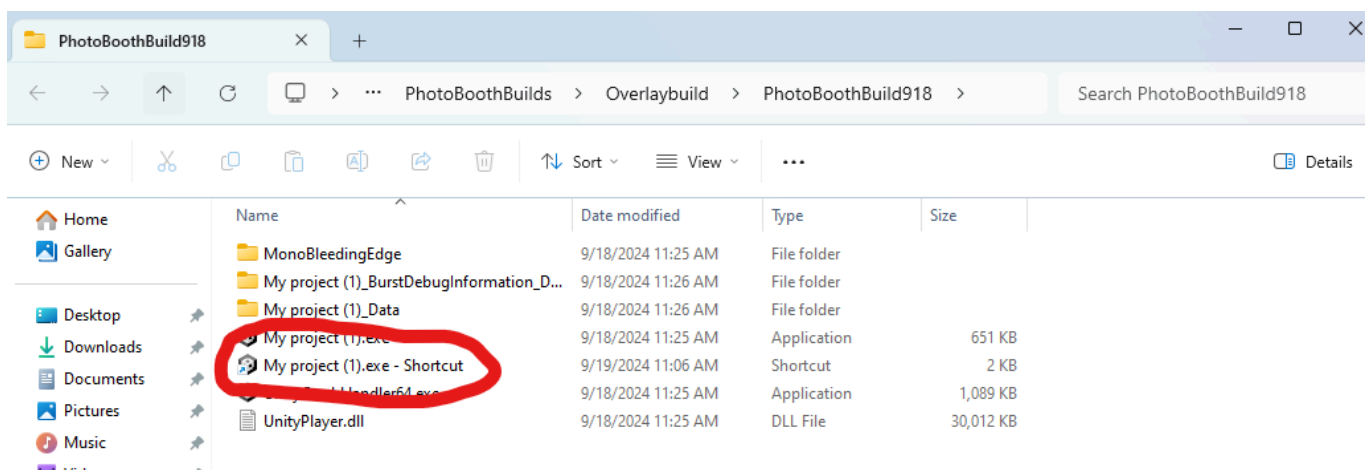 PhotoBoothBuild918
PhotoBoothBuilds > Overlaybuild > PhotoBoothBuild918 >
Search PhotoBoothBuild918
New Sort View ... Details
Name Date modified Type Size
Home
Gallery
Desktop
Downloads
Documents
Pictures
Music
MonoBleedingEdge 9/18/2024 11:25 AM File folder
My project (1)_BurstDebugInformation_D... 9/18/2024 11:26 AM File folder
My project (1)_Data 9/18/2024 11:26 AM File folder
My project (1).exe 9/18/2024 11:25 AM Application 651 KB
My project (1).exe - Shortcut 9/19/2024 11:06 AM Shortcut 2 KB
Handler64.exe 9/18/2024 11:25 AM Application 1,089 KB
UnityPlayer.dll 9/18/2024 11:25 AM DLL File 30,012 KB